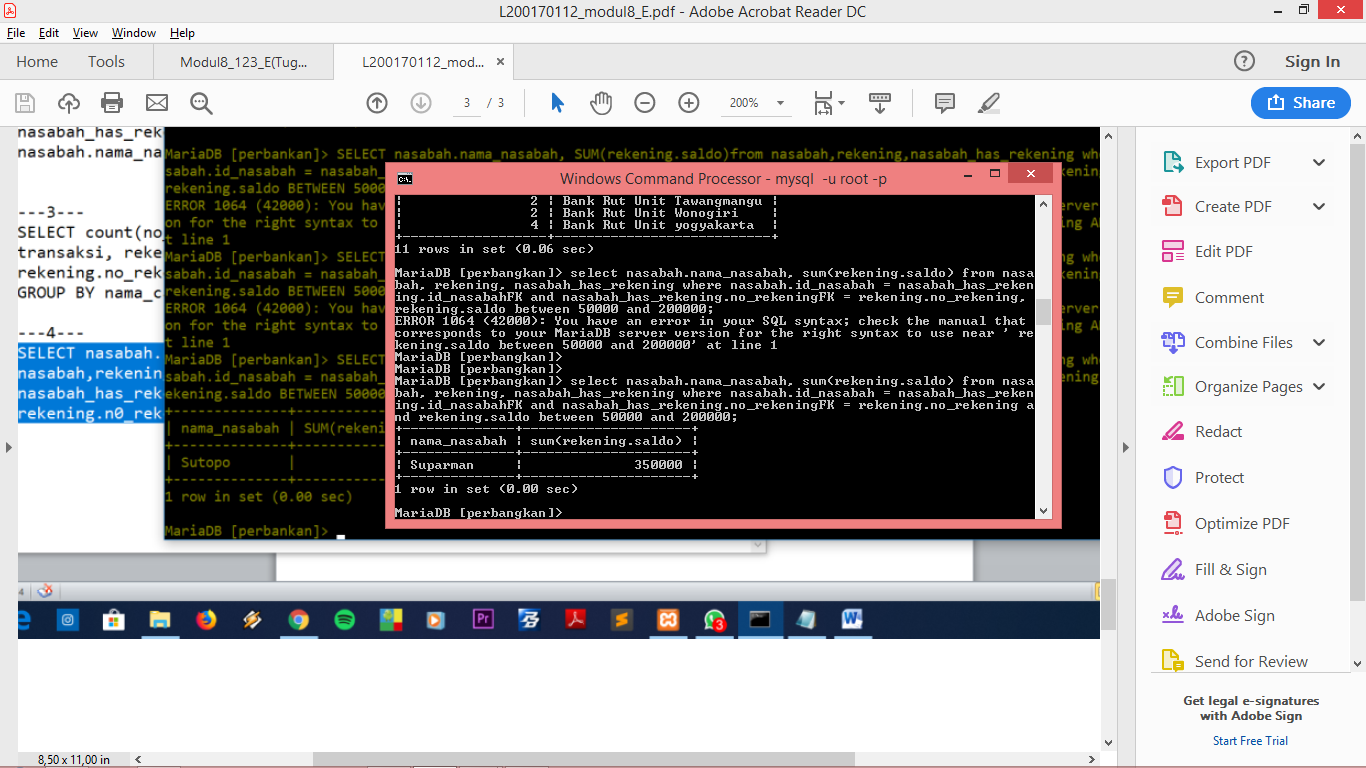 L200170112_modul8_E.pdf - Adobe Acrobat Reader DC
File Edit View Window Help
Home Tools Modul8_123_E(Tug... L200170112_mod... ×
Sign In
3 / 3
200%
Share
nasabah_has_rek
nasabah.nama_na
---3---
SELECT count(no
transaksi, reke
rekening.no_rek
GROUP BY nama_c
---4---
SELECT nasabah.
nasabah,rekenin
nasabah_has_rek
rekening.n0_rek
MariaDB [perbankan]> SELECT nasabah.nama_nasabah, SUM(rekening.saldo)from nasabah,rekening,nasabah_has_rekening whe
sabah.id_nasabah = nasabah_
rekening.saldo BETWEEN 5000
ERROR 1064 (42000): You hav
on for the right syntax to
t line 1
MariaDB [perbankan]> SELECT
sabah.id_nasabah = nasabah_
rekening.saldo BETWEEN 5000
ERROR 1064 (42000): You hav
on for the right syntax to
t line 1
MariaDB [perbankan]> SELECT
sabah.id_nasabah = nasabah_
ekening.saldo BETWEEN 50000
| nama_nasabah | SUM(rekeni
| Sutopo |
1 row in set (0.00 sec)
MariaDB [perbankan]>
Windows Command Processor - mysql -u root -p
2 | Bank Rut Unit Tawangmangu |
2 | Bank Rut Unit Wonogiri |
4 | Bank Rut Unit yogyakarta |
11 rows in set (0.06 sec)
MariaDB [perbangkan]> select nasabah.nama_nasabah, sum(rekening.saldo) from nasa
bah, rekening, nasabah_has_rekening where nasabah.id_nasabah = nasabah_has_reken
ing.id_nasabahFK and nasabah_has_rekening.no_rekeningFK = rekening.no_rekening,
rekening.saldo between 50000 and 200000;
ERROR 1064 (42000): You have an error in your SQL syntax; check the manual that
correspond to your MariaDB server version for the right syntax to use near ' re
kening.saldo between 50000 and 200000' at line 1
MariaDB [perbangkan]>
MariaDB [perbangkan]>
MariaDB [perbangkan]> select nasabah.nama_nasabah, sum(rekening.saldo) from nasa
bah, rekening, nasabah_has_rekening where nasabah.id_nasabah = nasabah_has_reken
ing.id_nasabahFK and nasabah_has_rekening.no_rekeningFK = rekening.no_rekening a
nd rekening.saldo between 50000 and 200000;
| nama_nasabah | sum(rekening.saldo) |
| Suparman | 350000 |
1 row in set (0.00 sec)
MariaDB [perbangkan]>
Export PDF
Create PDF
Edit PDF
Comment
Combine Files
Organize Pages
Redact
Protect
Optimize PDF
Fill & Sign
Adobe Sign
Send for Review
Get legal e-signatures
with Adobe Sign
Start Free Trial
8,50 x 11,00 in